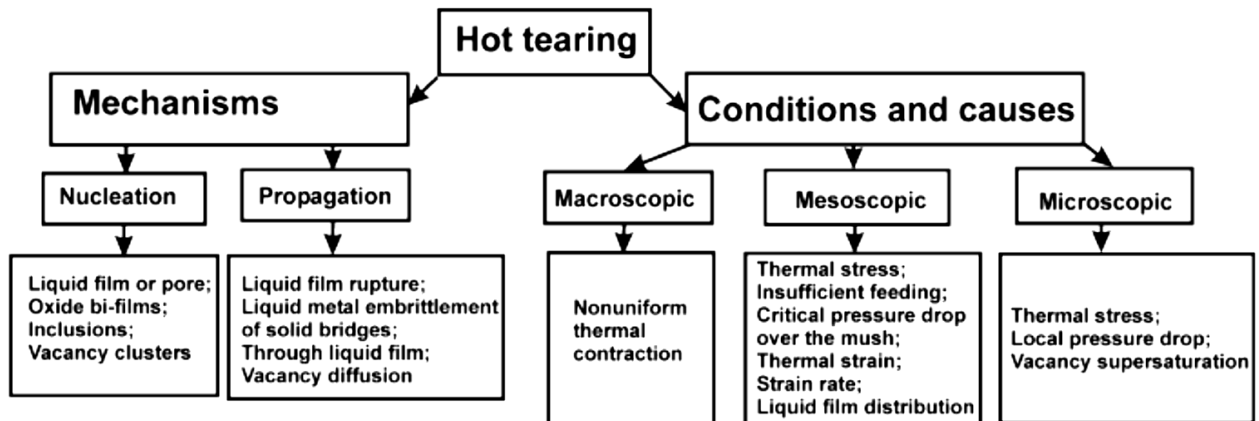 Hot tearing
Mechanisms
Conditions and causes
Nucleation
Propagation
Macroscopic
Mesoscopic
Microscopic
Liquid film or pore;
Oxide bi-films;
Inclusions;
Vacancy clusters
Liquid film rupture;
Liquid metal embrittlement
of solid bridges;
Through liquid film;
Vacancy diffusion
Nonuniform
thermal
contraction
Thermal stress;
Insufficient feeding;
Critical pressure drop
over the mush;
Thermal strain;
Strain rate;
Liquid film distribution
Thermal stress;
Local pressure drop;
Vacancy supersaturation